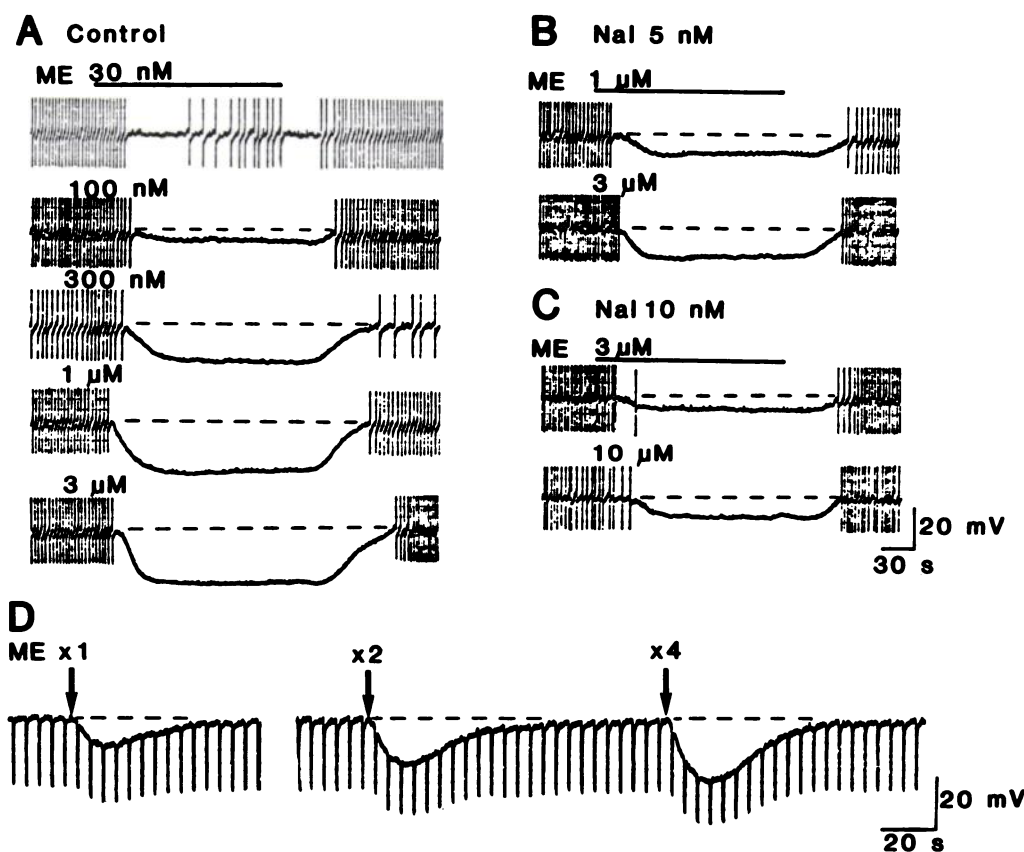 A Control
ME 30 nM
100 nM
300 nM
1 µM
3 µM
B Nal 5 nM
ME 1 µM
3 µM
C Nal 10 nM
ME 3 µM
10 µM
20 mV
30 s
D
ME x1
x2
x4
20 mV
20 s